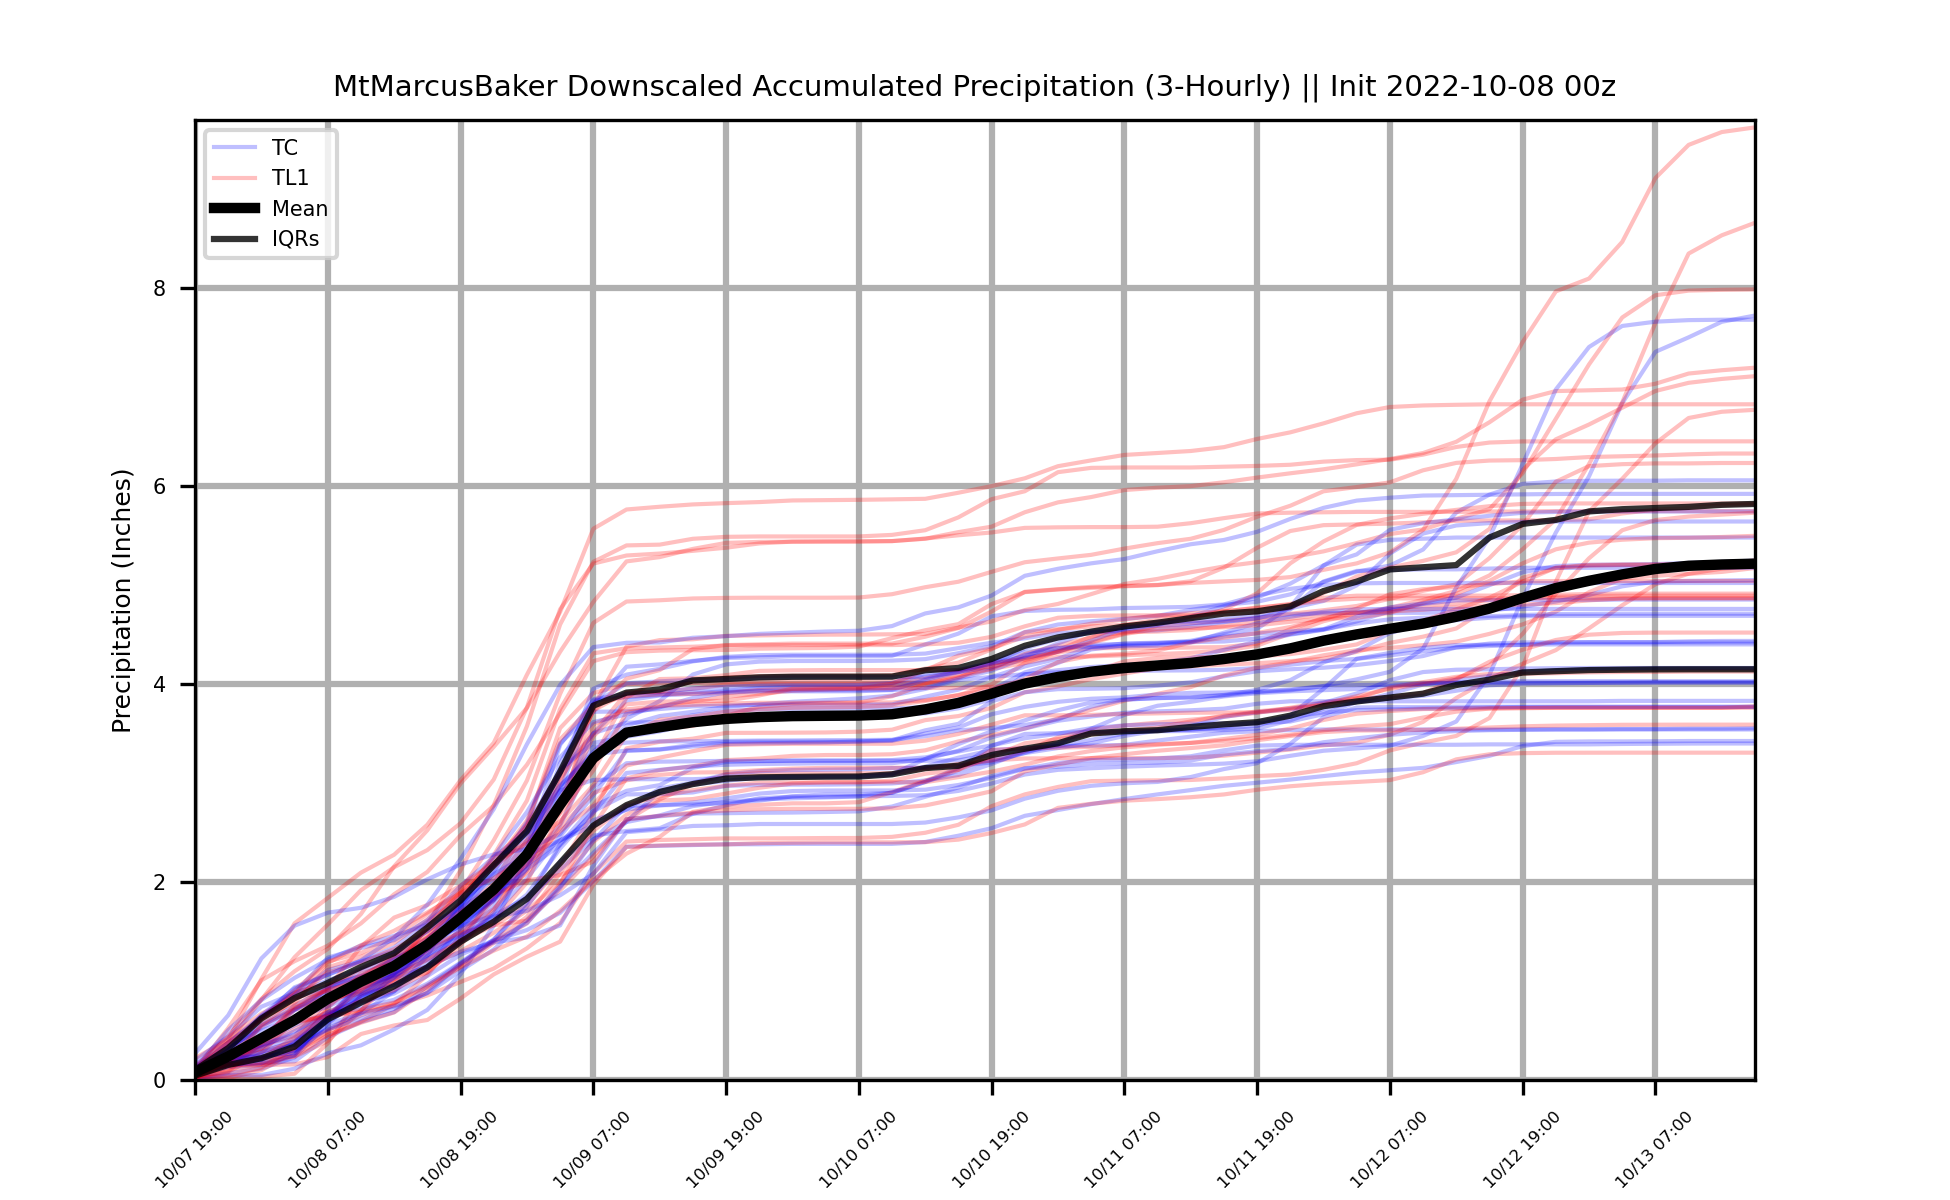 MtMarcusBaker Downscaled Accumulated Precipitation (3-Hourly) || Init 2022-10-08 00z
TC
TL1
Mean
IQRs
Precipitation (Inches)
8
6
4
2
0
10/07 19:00
10/08 07:00
10/08 19:00
10/09 07:00
10/09 19:00
10/10 07:00
10/10 19:00
10/11 07:00
10/11 19:00
10/12 07:00
10/12 19:00
10/13 07:00